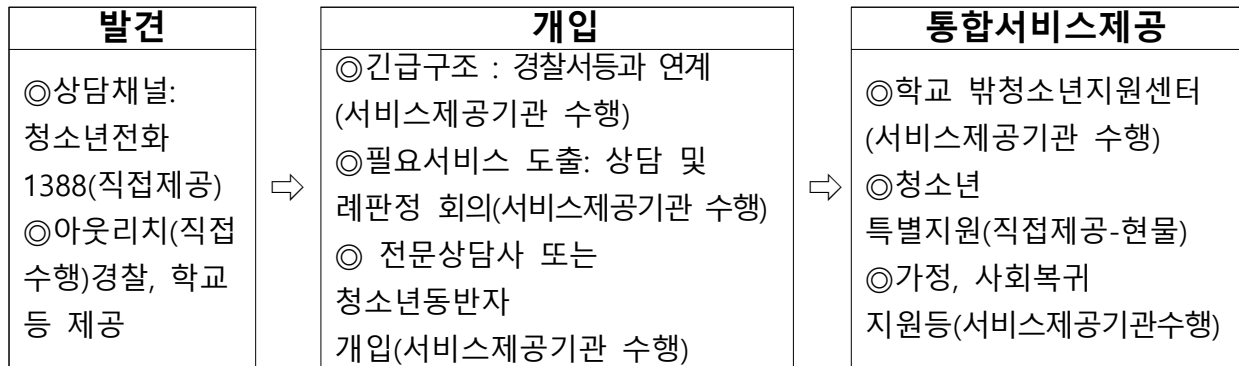 발견
◎상담채널:
청소년전화
1388(직접제공)
◎아웃리치(직접
수행)경찰, 학교
등 제공
⇨
개입
◎긴급구조 : 경찰서등과 연계
(서비스제공기관 수행)
◎필요서비스 도출: 상담 및
례판정 회의(서비스제공기관 수행)
◎ 전문상담사 또는
청소년동반자
개입(서비스제공기관 수행)
⇨
통합서비스제공
◎학교 밖청소년지원센터
(서비스제공기관 수행)
◎청소년
특별지원(직접제공-현물)
◎가정, 사회복귀
지원등(서비스제공기관수행)